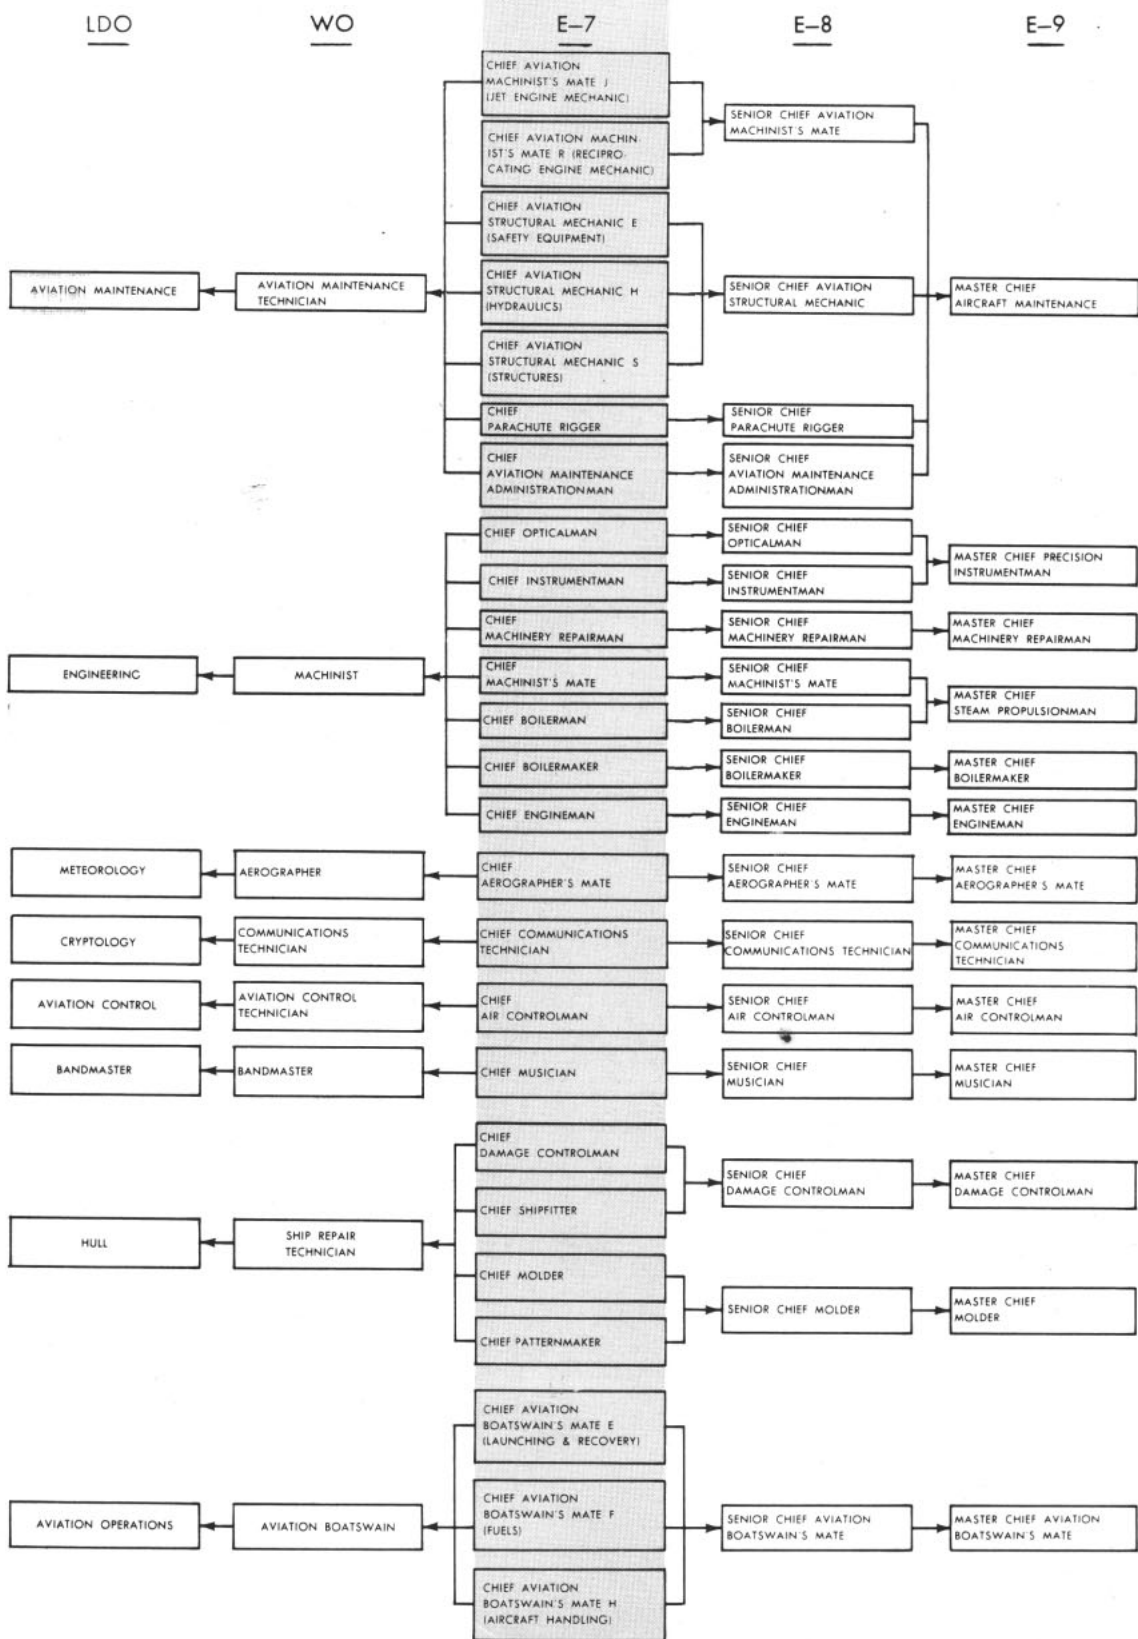 LDO
WO
E-7
E-8
E-9
CHIEF AVIATION
MACHINIST'S MATE J
(JET ENGINE MECHANIC)
CHIEF AVIATION MACHIN-
IST'S MATE R (RECIPRO-
CATING ENGINE MECHANIC)
SENIOR CHIEF AVIATION
MACHINIST'S MATE
CHIEF AVIATION
STRUCTURAL MECHANIC E
(SAFETY EQUIPMENT)
AVIATION MAINTENANCE
AVIATION MAINTENANCE
TECHNICIAN
CHIEF AVIATION
STRUCTURAL MECHANIC H
(HYDRAULICS)
SENIOR CHIEF AVIATION
STRUCTURAL MECHANIC
MASTER CHIEF
AIRCRAFT MAINTENANCE
CHIEF AVIATION
STRUCTURAL MECHANIC S
(STRUCTURES)
CHIEF
PARACHUTE RIGGER
SENIOR CHIEF
PARACHUTE RIGGER
CHIEF
AVIATION MAINTENANCE
ADMINISTRATIONMAN
SENIOR CHIEF
AVIATION MAINTENANCE
ADMINISTRATIONMAN
CHIEF OPTICALMAN
SENIOR CHIEF
OPTICALMAN
MASTER CHIEF PRECISION
INSTRUMENTMAN
CHIEF INSTRUMENTMAN
SENIOR CHIEF
INSTRUMENTMAN
CHIEF
MACHINERY REPAIRMAN
SENIOR CHIEF
MACHINERY REPAIRMAN
MASTER CHIEF
MACHINERY REPAIRMAN
ENGINEERING
MACHINIST
CHIEF
MACHINIST'S MATE
SENIOR CHIEF
MACHINIST'S MATE
MASTER CHIEF
STEAM PROPULSIONMAN
CHIEF BOILERMAN
SENIOR CHIEF
BOILERMAN
CHIEF BOILERMAKER
SENIOR CHIEF
BOILERMAKER
MASTER CHIEF
BOILERMAKER
CHIEF ENGINEMAN
SENIOR CHIEF
ENGINEMAN
MASTER CHIEF
ENGINEMAN
METEOROLOGY
AEROGRAPHER
CHIEF
AEROGRAPHER'S MATE
SENIOR CHIEF
AEROGRAPHER'S MATE
MASTER CHIEF
AEROGRAPHER'S MATE
CRYPTOLOGY
COMMUNICATIONS
TECHNICIAN
CHIEF COMMUNICATIONS
TECHNICIAN
SENIOR CHIEF
COMMUNICATIONS TECHNICIAN
MASTER CHIEF
COMMUNICATIONS
TECHNICIAN
AVIATION CONTROL
AVIATION CONTROL
TECHNICIAN
CHIEF
AIR CONTROLMAN
SENIOR CHIEF
AIR CONTROLMAN
MASTER CHIEF
AIR CONTROLMAN
BANDMASTER
BANDMASTER
CHIEF MUSICIAN
SENIOR CHIEF
MUSICIAN
MASTER CHIEF
MUSICIAN
CHIEF
DAMAGE CONTROLMAN
SENIOR CHIEF
DAMAGE CONTROLMAN
MASTER CHIEF
DAMAGE CONTROLMAN
CHIEF SHIPFITTER
HULL
SHIP REPAIR
TECHNICIAN
CHIEF MOLDER
SENIOR CHIEF MOLDER
MASTER CHIEF
MOLDER
CHIEF PATTERNMAKER
CHIEF AVIATION
BOATSWAIN'S MATE E
(LAUNCHING & RECOVERY)
AVIATION OPERATIONS
AVIATION BOATSWAIN
CHIEF AVIATION
BOATSWAIN'S MATE F
(FUELS)
SENIOR CHIEF AVIATION
BOATSWAIN'S MATE
MASTER CHIEF AVIATION
BOATSWAIN'S MATE
CHIEF AVIATION
BOATSWAIN'S MATE H
(AIRCRAFT HANDLING)